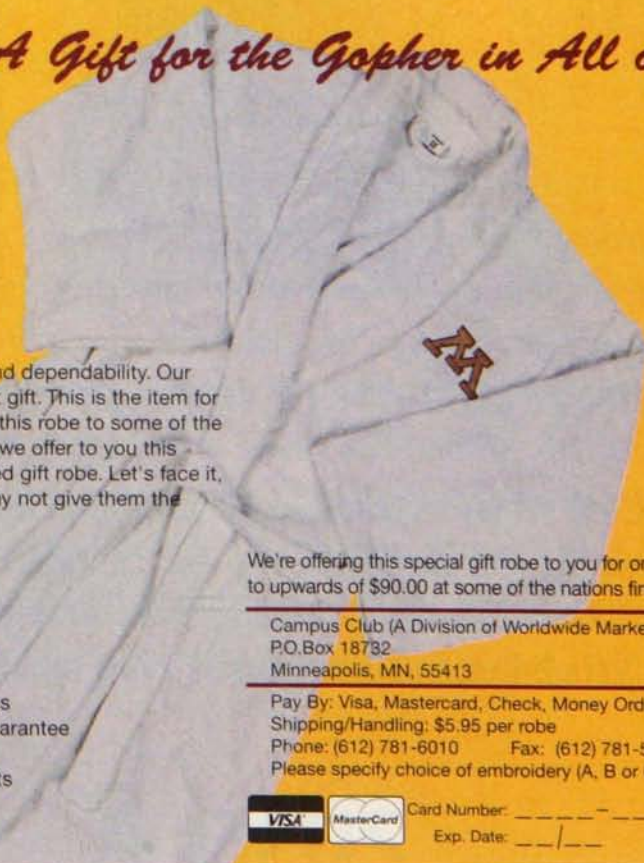 A Gift for the Gopher in All
M
nd dependability. Our
gift. This is the item for
this robe to some of the
we offer to you this
ed gift robe. Let's face it,
y not give them the
We're offering this special gift robe to you for
to upwards of $90.00 at some of the nations
Campus Club (A Division of Worldwide
P.O.Box 18732
Minneapolis, MN, 55413
s
arantee
ts
Pay By: Visa, Mastercard, Check, Money
Shipping/Handling: $5.95 per robe
Phone: (612) 781-6010 Fax: (612) 781-
Please specify choice of embroidery (A, B or
VISA MasterCard Card Number: _ _ _ _ - _ _
Exp. Date: _ _/_ _